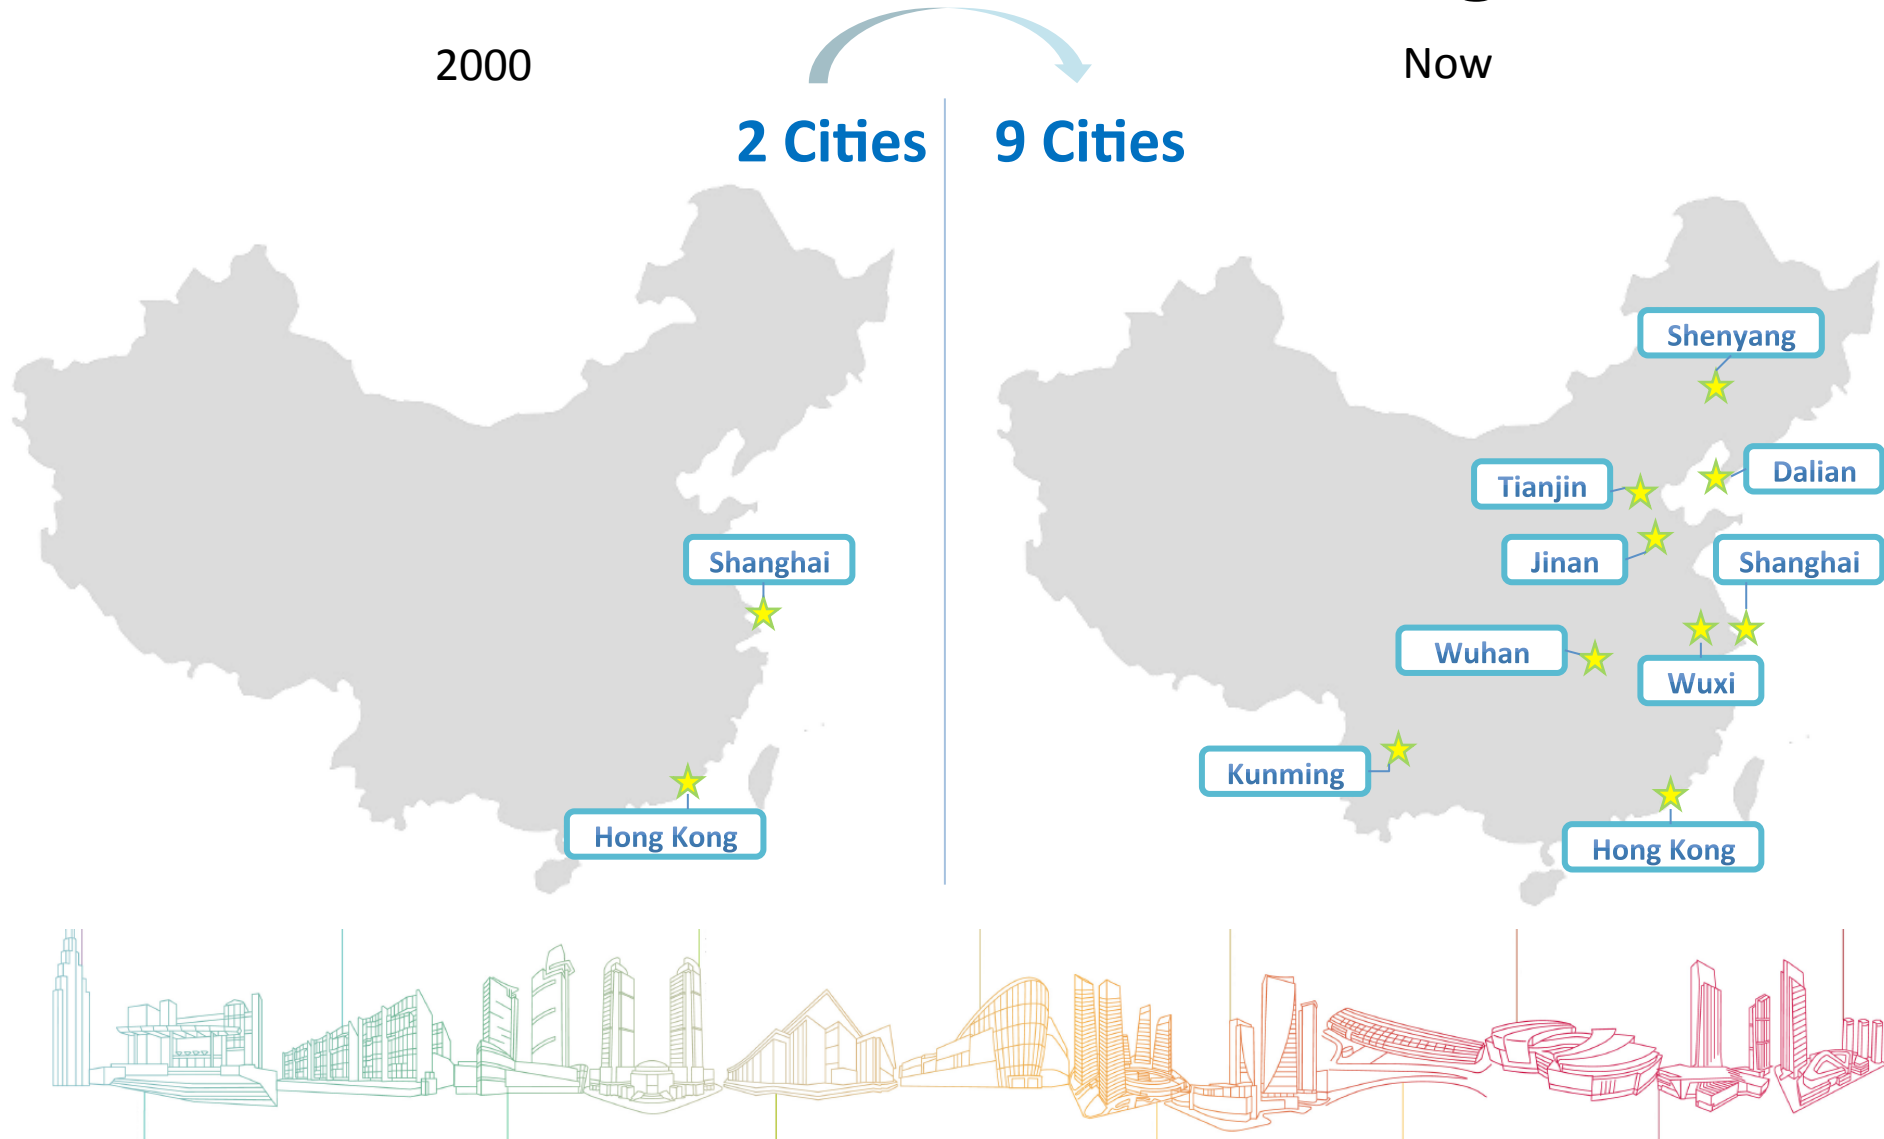 2000
Now
2 Cities
9 Cities
Shanghai
Hong Kong
Shenyang
Dalian
Tianjin
Jinan
Shanghai
Wuhan
Wuxi
Kunming
Hong Kong